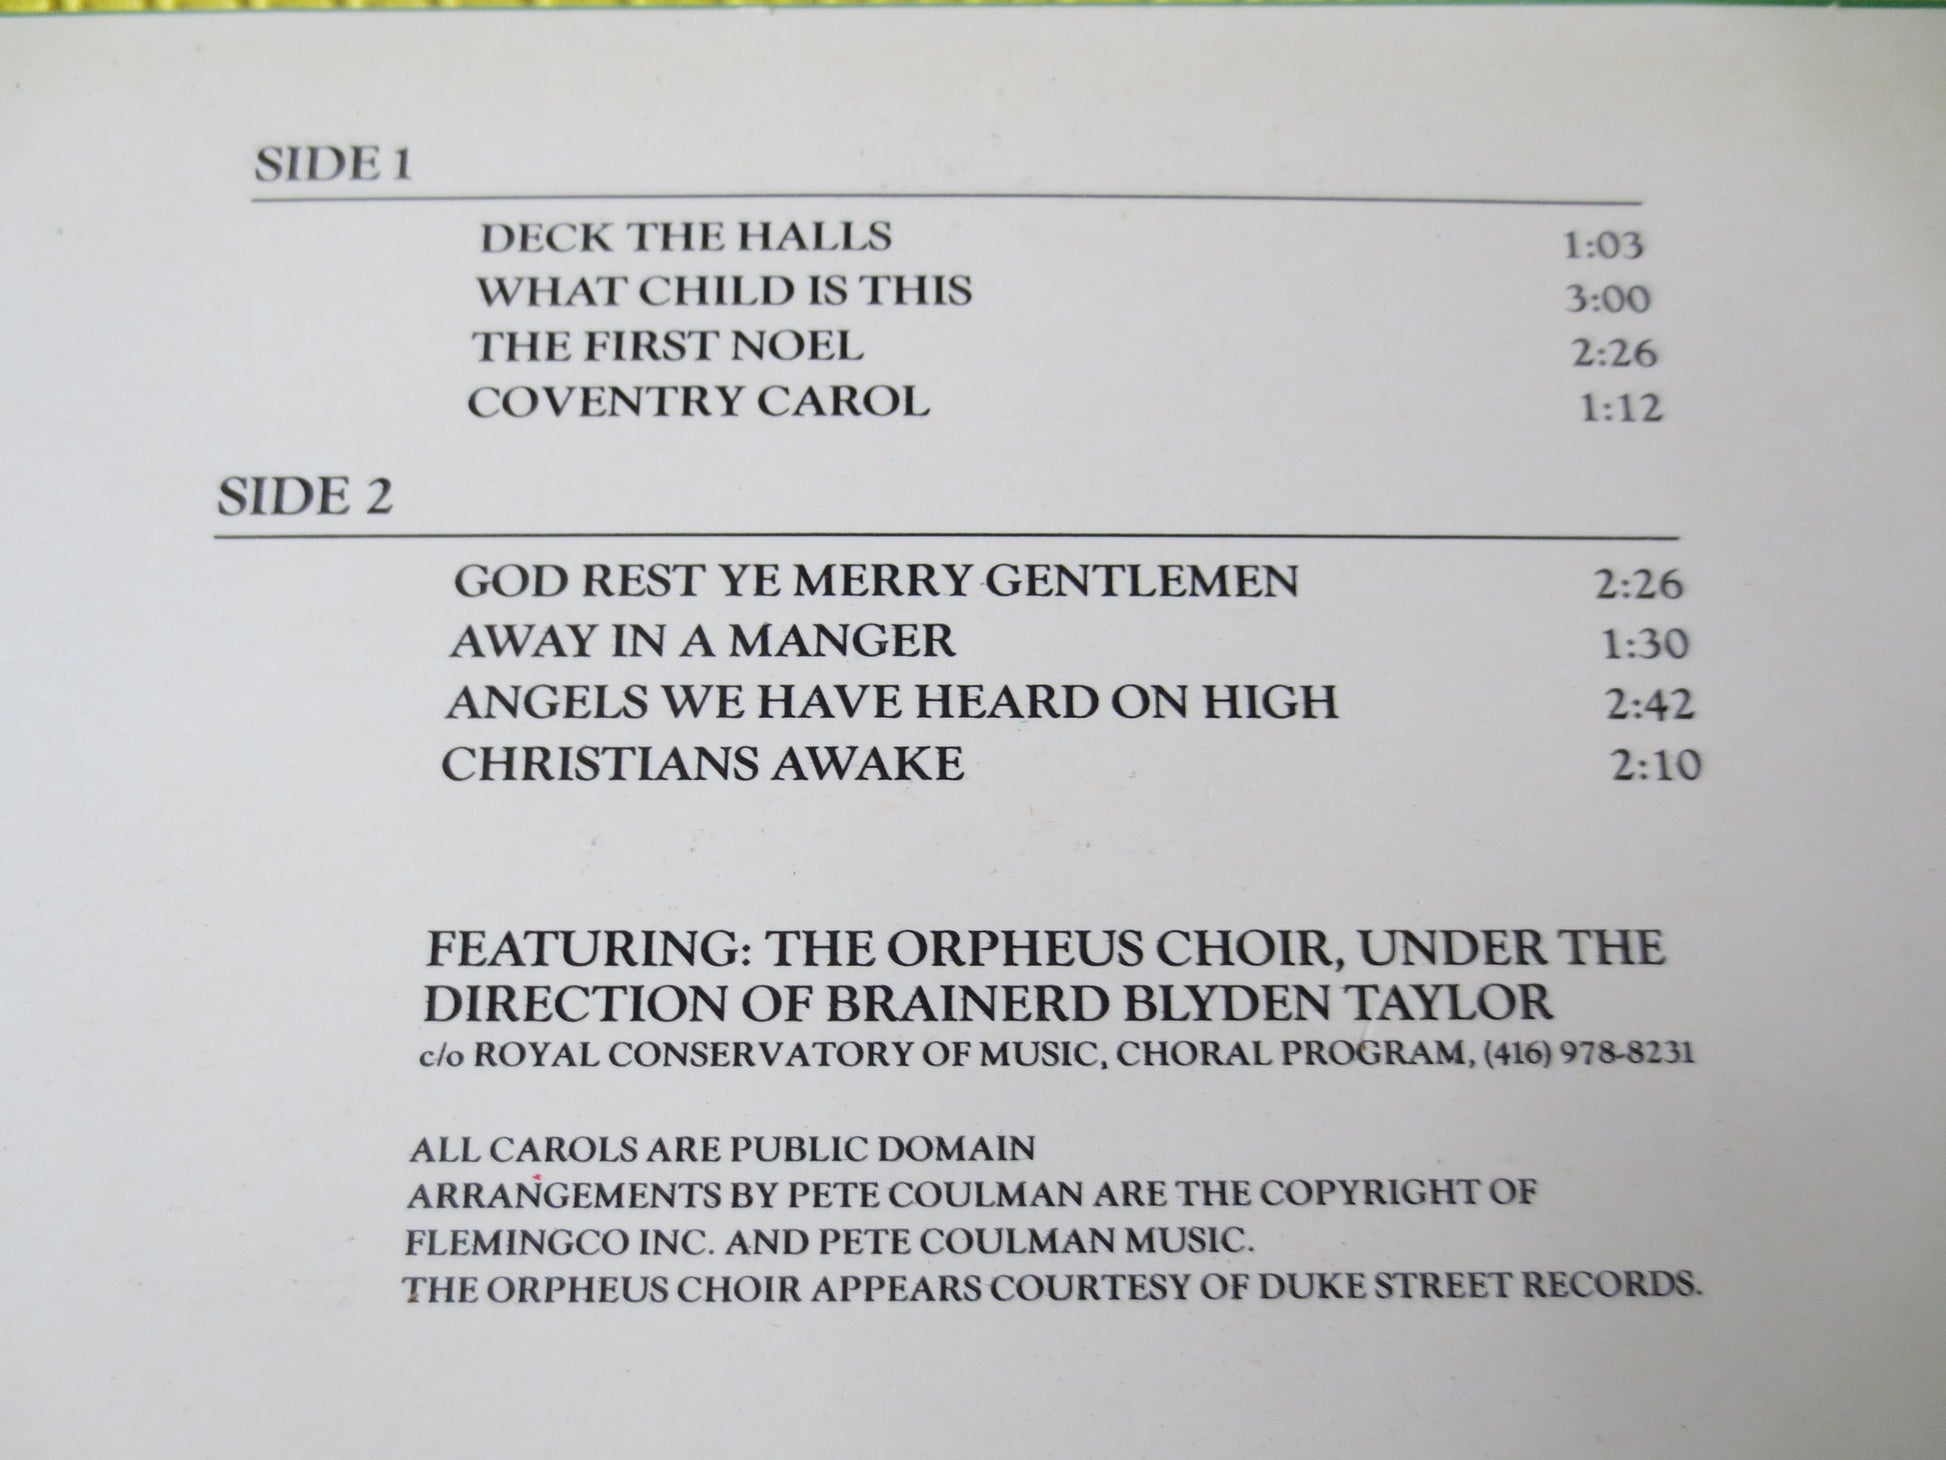 SIDE 1
DECK THE HALLS 1:03
WHAT CHILD IS THIS 3:00
THE FIRST NOEL 2:26
COVENTRY CAROL 1:12
SIDE 2
GOD REST YE MERRY GENTLEMEN 2:26
AWAY IN A MANGER 1:30
ANGELS WE HAVE HEARD ON HIGH 2:42
CHRISTIANS AWAKE 2:10
FEATURING: THE ORPHEUS CHOIR, UNDER THE
DIRECTION OF BRAINERD BLYDEN TAYLOR
c/o ROYAL CONSERVATORY OF MUSIC, CHORAL PROGRAM, (416) 978-8231
ALL CAROLS ARE PUBLIC DOMAIN
ARRANGEMENTS BY PETE COULMAN ARE THE COPYRIGHT OF
FLEMINGCO INC. AND PETE COULMAN MUSIC.
THE ORPHEUS CHOIR APPEARS COURTESY OF DUKE STREET RECORDS.